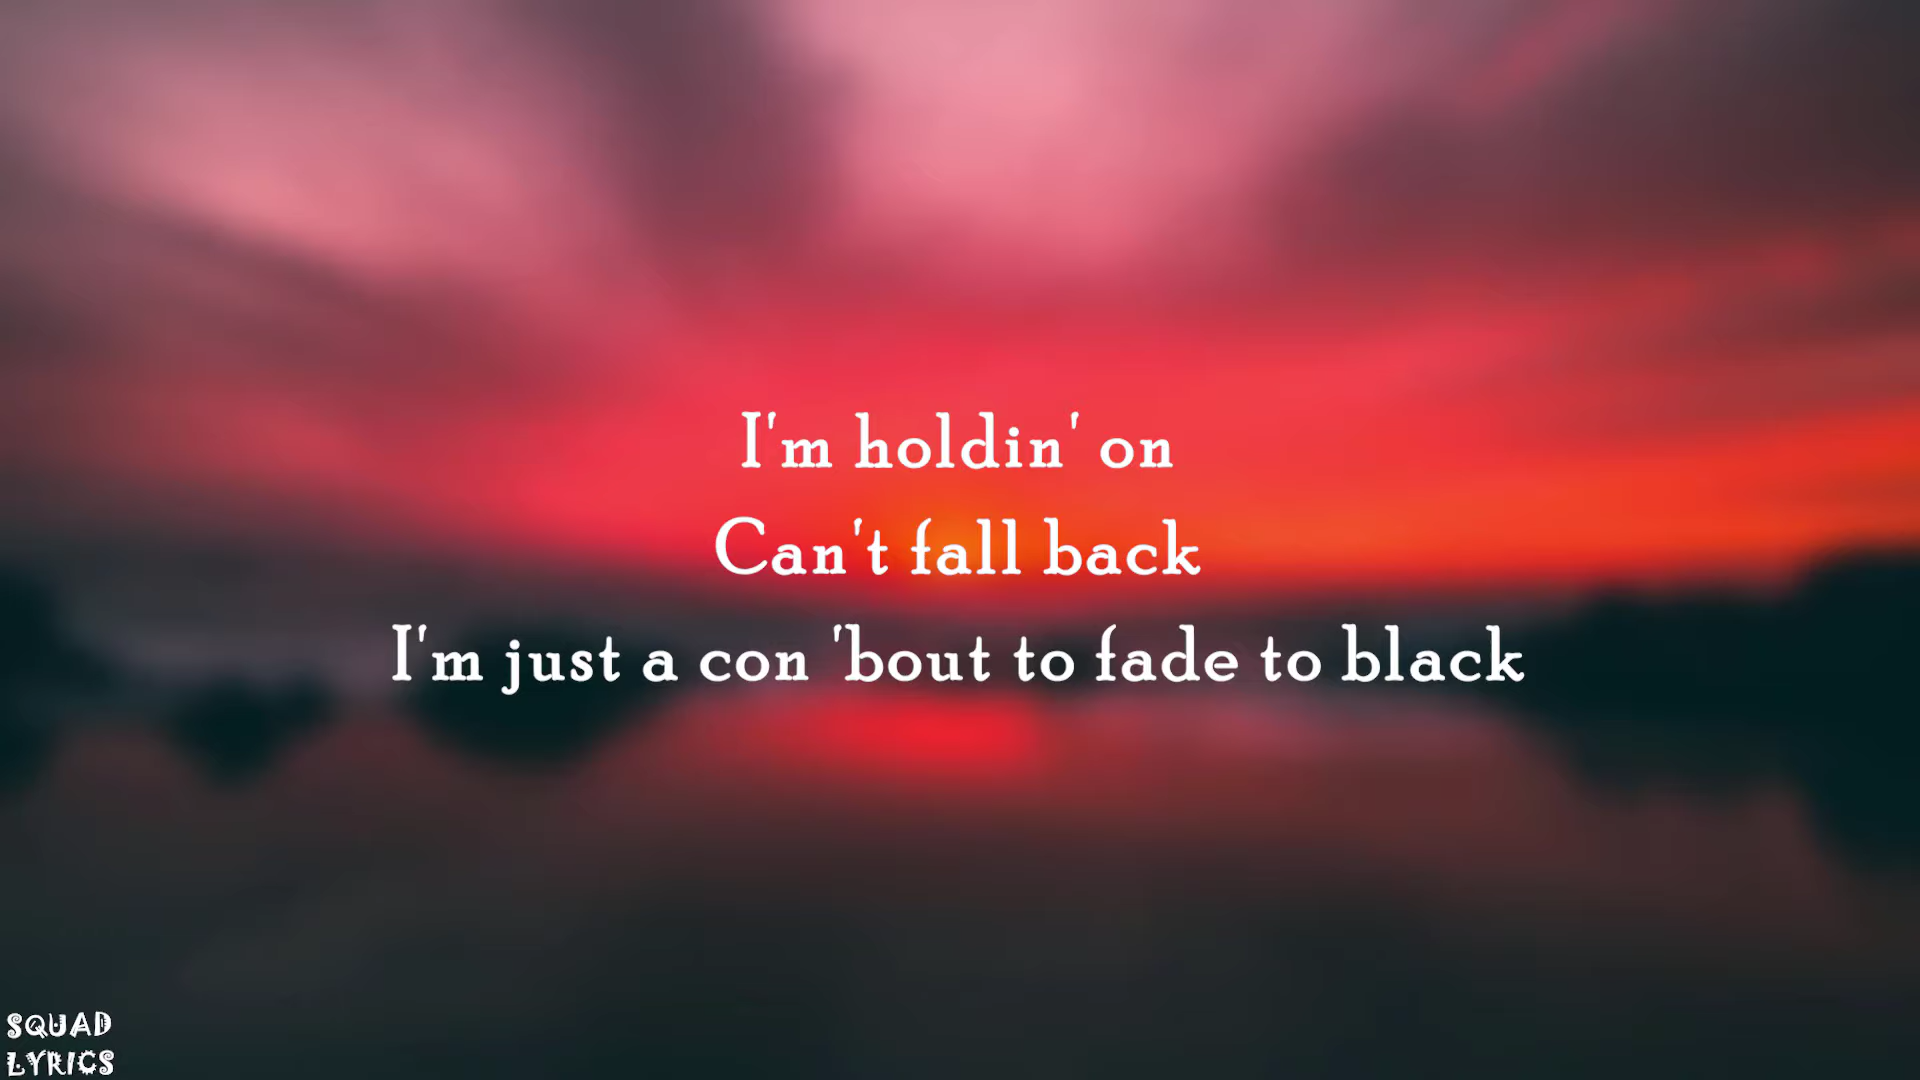 I'm holdin' on
Can't fall back
I'm just a con 'bout to fade to black
SQUAD
LYRICS